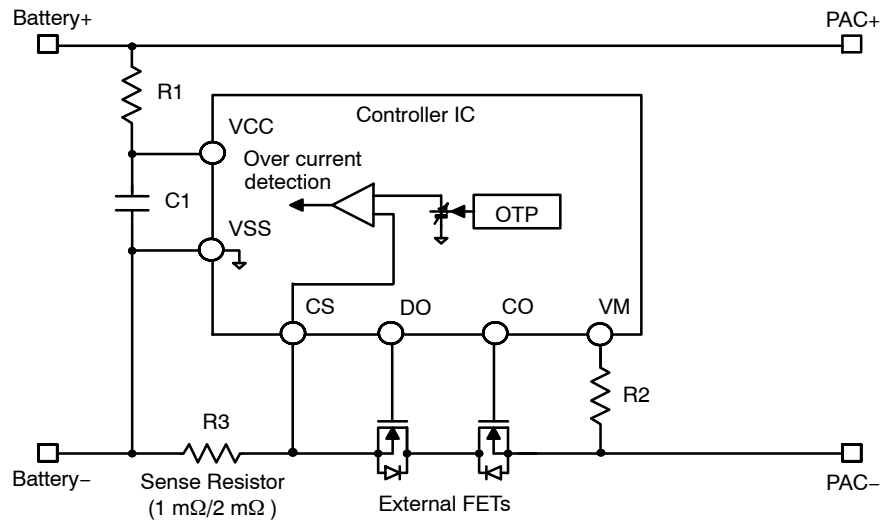 Battery+
PAC+
R1
Controller IC
VCC
Over current
detection
C1
OTP
VSS
CS
DO
CO
VM
R2
R3
Battery−
Sense Resistor
(1 mΩ/2 mΩ )
External FETs
PAC−